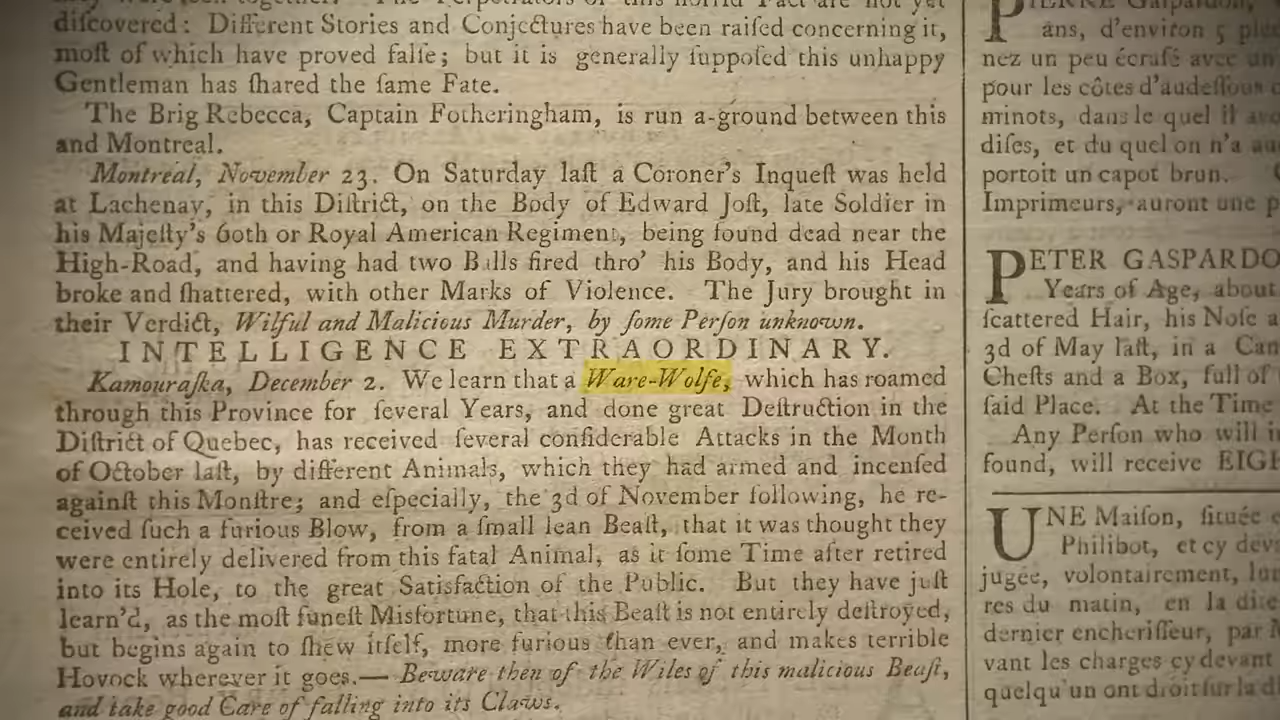 they were seen together. The Perpetrators of this horrid Fact are not yet
diſcovered: Different Stories and Conjectures have been raiſed concerning it,
moſt of which have proved falſe; but it is generally ſuppoſed this unhappy
Gentleman has ſhared the ſame Fate.
The Brig Rebecca, Captain Fotheringham, is run a-ground between this
and Montreal.
Montreal, November 23. On Saturday laſt a Coroner's Inqueſt was held
at Lachenay, in this Diſtrict, on the Body of Edward Joſt, late Soldier in
his Majeſty's 60th or Royal American Regiment, being found dead near the
High-Road, and having had two Balls fired thro' his Body, and his Head
broke and ſhattered, with other Marks of Violence. The Jury brought in
their Verdict, Wilful and Malicious Murder, by ſome Perſon unknown.
INTELLIGENCE EXTRAORDINARY.
Kamouraſka, December 2. We learn that a Ware-Wolfe, which has roamed
through this Province for ſeveral Years, and done great Deſtruction in the
Diſtrict of Quebec, has received ſeveral conſiderable Attacks in the Month
of October laſt, by different Animals, which they had armed and incenſed
againſt this Monſtre; and eſpecially, the 3d of November following, he re-
ceived ſuch a furious Blow, from a ſmall lean Beaſt, that it was thought they
were entirely delivered from this fatal Animal, as it ſome Time after retired
into its Hole, to the great Satisfaction of the Public. But they have juſt
learn'd, as the moſt funeſt Misfortune, that this Beaſt is not entirely deſtroyed,
but begins again to ſhew itſelf, more furious than ever, and makes terrible
Hovock wherever it goes.— Beware then of the Wiles of this malicious Beaſt,
and take good Care of falling into its Claws.
PIERRE Gaspardon,
ans, d'environ 5
nez un peu écraſé avec un
pour les côtes d'audeſſous
minots, dans le quel il
diſes, et du quel on n'a
portoit un capot brun.
Imprimeurs, auront une
PETER GASPARDO
Years of Age, about
ſcattered Hair, his Noſe a
3d of May laſt, in a Can
Cheſts and a Box, full of
ſaid Place. At the Time
Any Perſon who will
found, will receive EIGH
UNE Maiſon, ſituée
Philibot, et cy dev
jugée, volontairement,
res du matin, en la
dernier encheriſſeur, par
vant les charges cy devant
quelqu'un ont droit ſur la